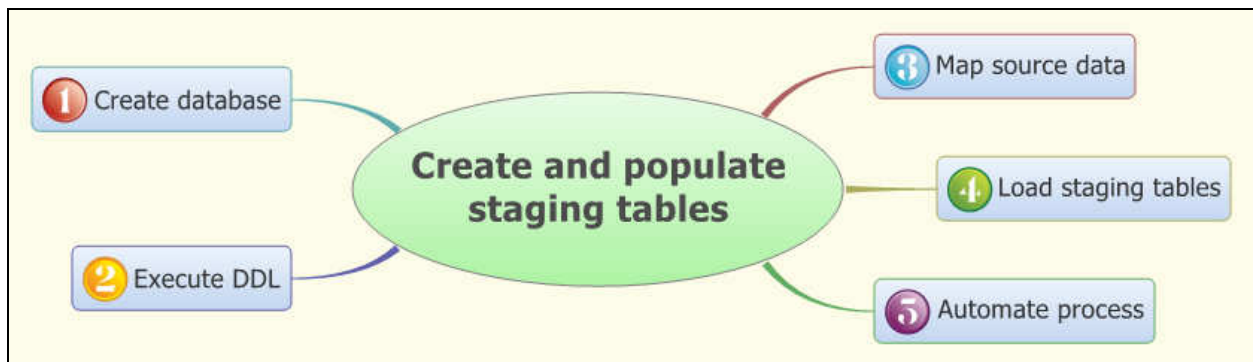 1 Create database
2 Execute DDL
Create and populate
staging tables
3 Map source data
4 Load staging tables
5 Automate process